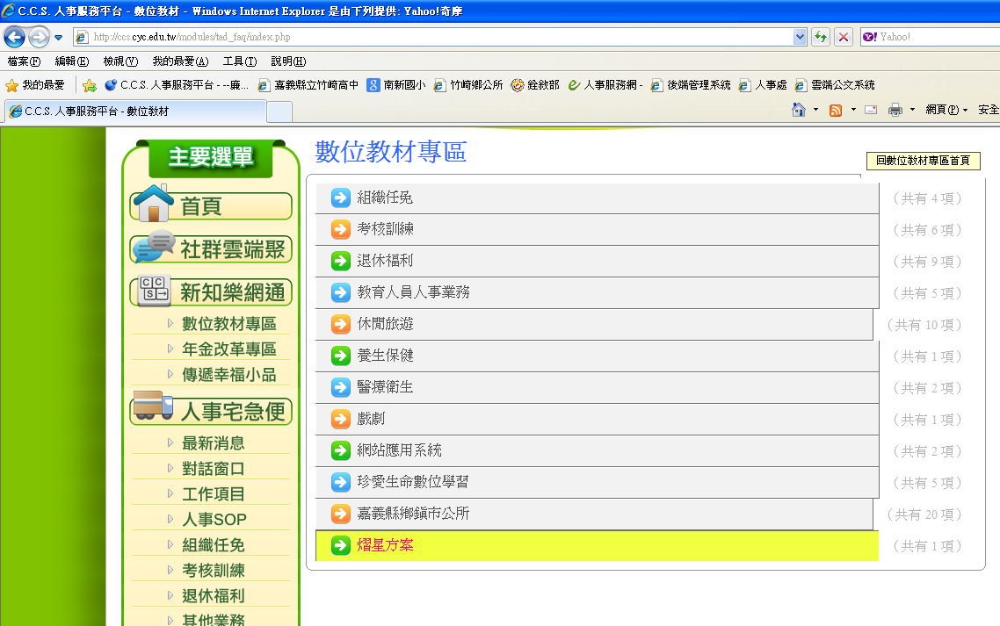 C.C.S. 人事服務平台 - 數位教材 - Windows Internet Explorer 是由下列提供: Yahoo!奇摩
http://ccs.cyc.edu.tw/modules/tad_faq/index.php
Yahoo!
檔案(F) 編輯(E) 檢視(V) 我的最愛(A) 工具(T) 說明(H)
我的最愛 C.C.S. 人事服務平台 - --廉... 嘉義縣立竹崎高中 南新國小 竹崎鄉公所 銓敘部 人事服務網 - 後端管理系統 人事處 雲端公文系統
C.C.S. 人事服務平台 - 數位教材 網頁(P) 安全
主要選單
首頁
社群雲端聚
新知樂網通
數位教材專區
年金改革專區
傳遞幸福小品
人事宅急便
最新消息
對話窗口
工作項目
人事SOP
組織任免
考核訓練
退休福利
其他業務
數位教材專區
回數位教材專區首頁
組織任免 (共有 4 項)
考核訓練 (共有 6 項)
退休福利 (共有 9 項)
教育人員人事業務 (共有 5 項)
休閒旅遊 (共有 10 項)
養生保健 (共有 1 項)
醫療衛生 (共有 2 項)
戲劇 (共有 1 項)
網站應用系統 (共有 2 項)
珍愛生命數位學習 (共有 5 項)
嘉義縣鄉鎮市公所 (共有 20 項)
熠星方案 (共有 1 項)